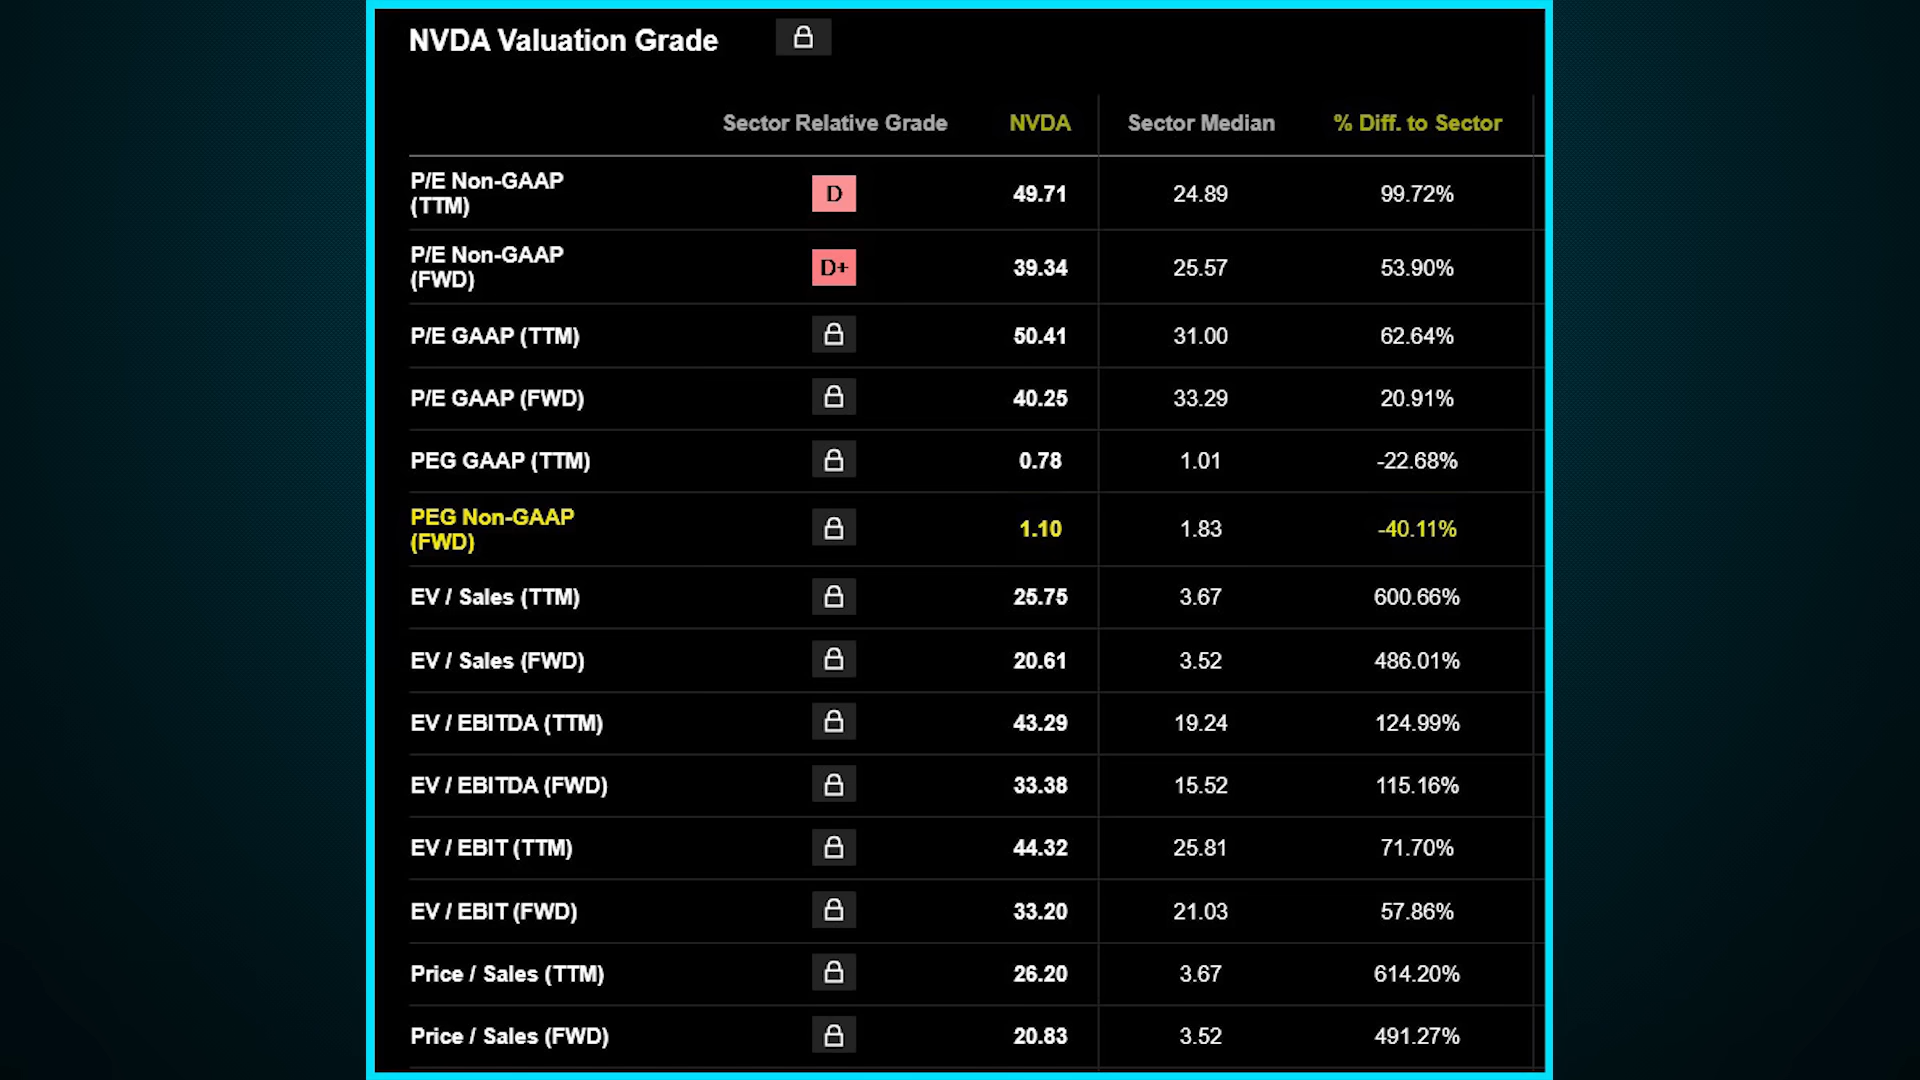 NVDA Valuation Grade
Sector Relative Grade NVDA Sector Median % Diff. to Sector
P/E Non-GAAP
(TTM) D 49.71 24.89 99.72%
P/E Non-GAAP
(FWD) D+ 39.34 25.57 53.90%
P/E GAAP (TTM) 50.41 31.00 62.64%
P/E GAAP (FWD) 40.25 33.29 20.91%
PEG GAAP (TTM) 0.78 1.01 -22.68%
PEG Non-GAAP
(FWD) 1.10 1.83 -40.11%
EV / Sales (TTM) 25.75 3.67 600.66%
EV / Sales (FWD) 20.61 3.52 486.01%
EV / EBITDA (TTM) 43.29 19.24 124.99%
EV / EBITDA (FWD) 33.38 15.52 115.16%
EV / EBIT (TTM) 44.32 25.81 71.70%
EV / EBIT (FWD) 33.20 21.03 57.86%
Price / Sales (TTM) 26.20 3.67 614.20%
Price / Sales (FWD) 20.83 3.52 491.27%